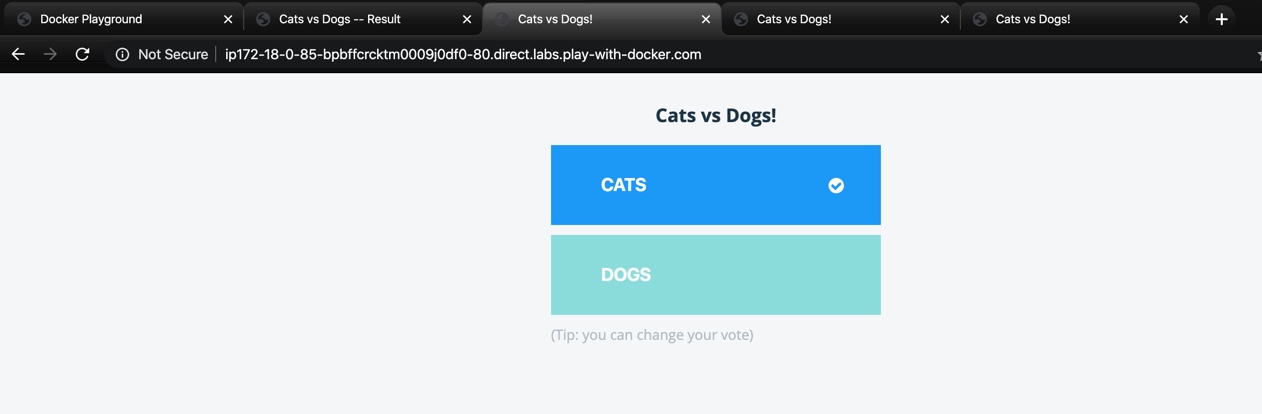 Docker Playground
Cats vs Dogs -- Result
Cats vs Dogs!
Cats vs Dogs!
Cats vs Dogs!
Not Secure
ip172-18-0-85-bpbffcrcktm0009j0df0-80.direct.labs.play-with-docker.com
Cats vs Dogs!
CATS
DOGS
(Tip: you can change your vote)